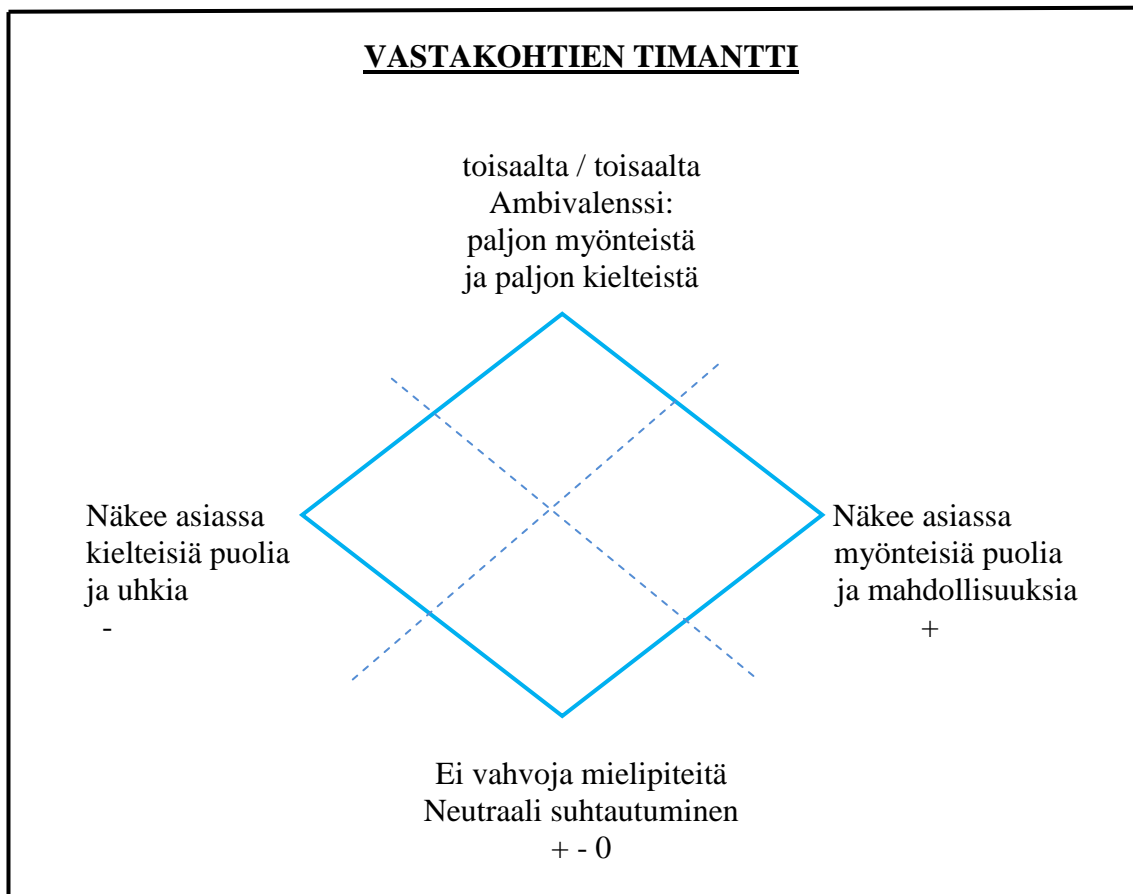 VASTAKOHTIEN TIMANTTI
toisaalta / toisaalta
Ambivalenssi:
paljon myönteistä
ja paljon kielteistä
Näkee asiassa
kielteisiä puolia
ja uhkia
-
Näkee asiassa
myönteisiä puolia
ja mahdollisuuksia
+
Ei vahvoja mielipiteitä
Neutraali suhtautuminen
+ - 0